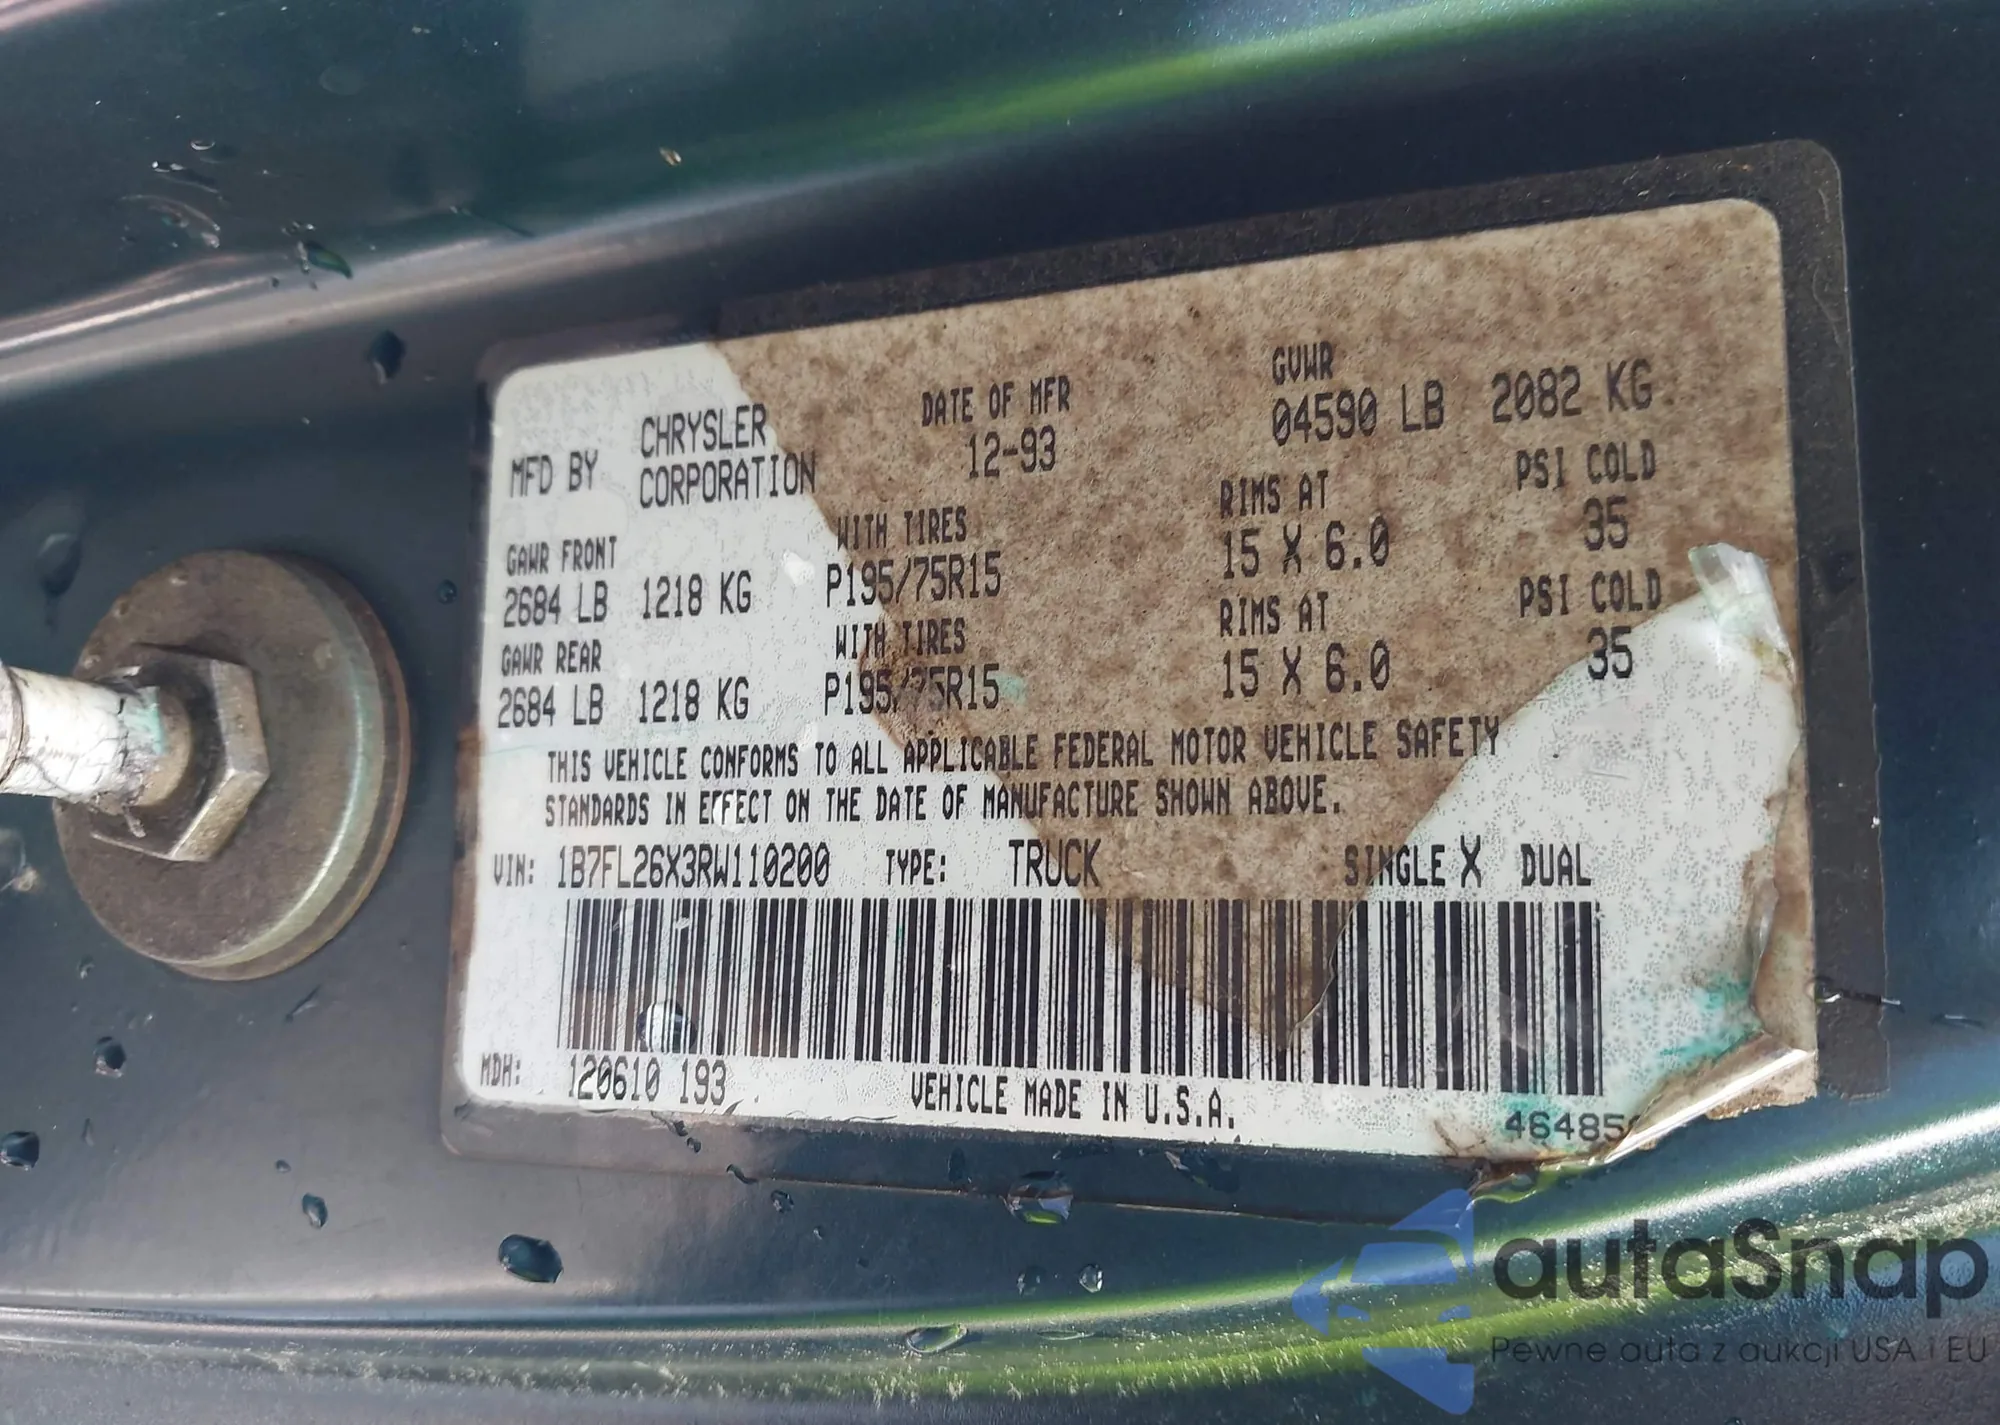 MFD BY CHRYSLER CORPORATION DATE OF MFR 12-93 GVWR 04590 LB 2082 KG
GAWR FRONT WITH TIRES RIMS AT PSI COLD
2684 LB 1218 KG P195/75R15 15 X 6.0 35
GAWR REAR WITH TIRES RIMS AT PSI COLD
2684 LB 1218 KG P195/75R15 15 X 6.0 35
THIS VEHICLE CONFORMS TO ALL APPLICABLE FEDERAL MOTOR VEHICLE SAFETY
STANDARDS IN EFFECT ON THE DATE OF MANUFACTURE SHOWN ABOVE.
VIN: 1B7FL26X3RW110200 TYPE: TRUCK SINGLE X DUAL
MDH: 120610 193 VEHICLE MADE IN U.S.A.
autaSnap
Pewne auta z aukcji USA i EU